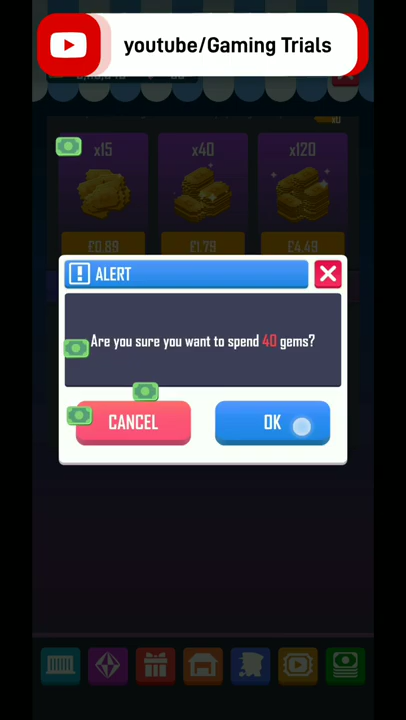 youtube/Gaming Trials
x15
x40
x120
£0.89
£1.79
£4.49
ALERT
Are you sure you want to spend 40 gems?
CANCEL
OK